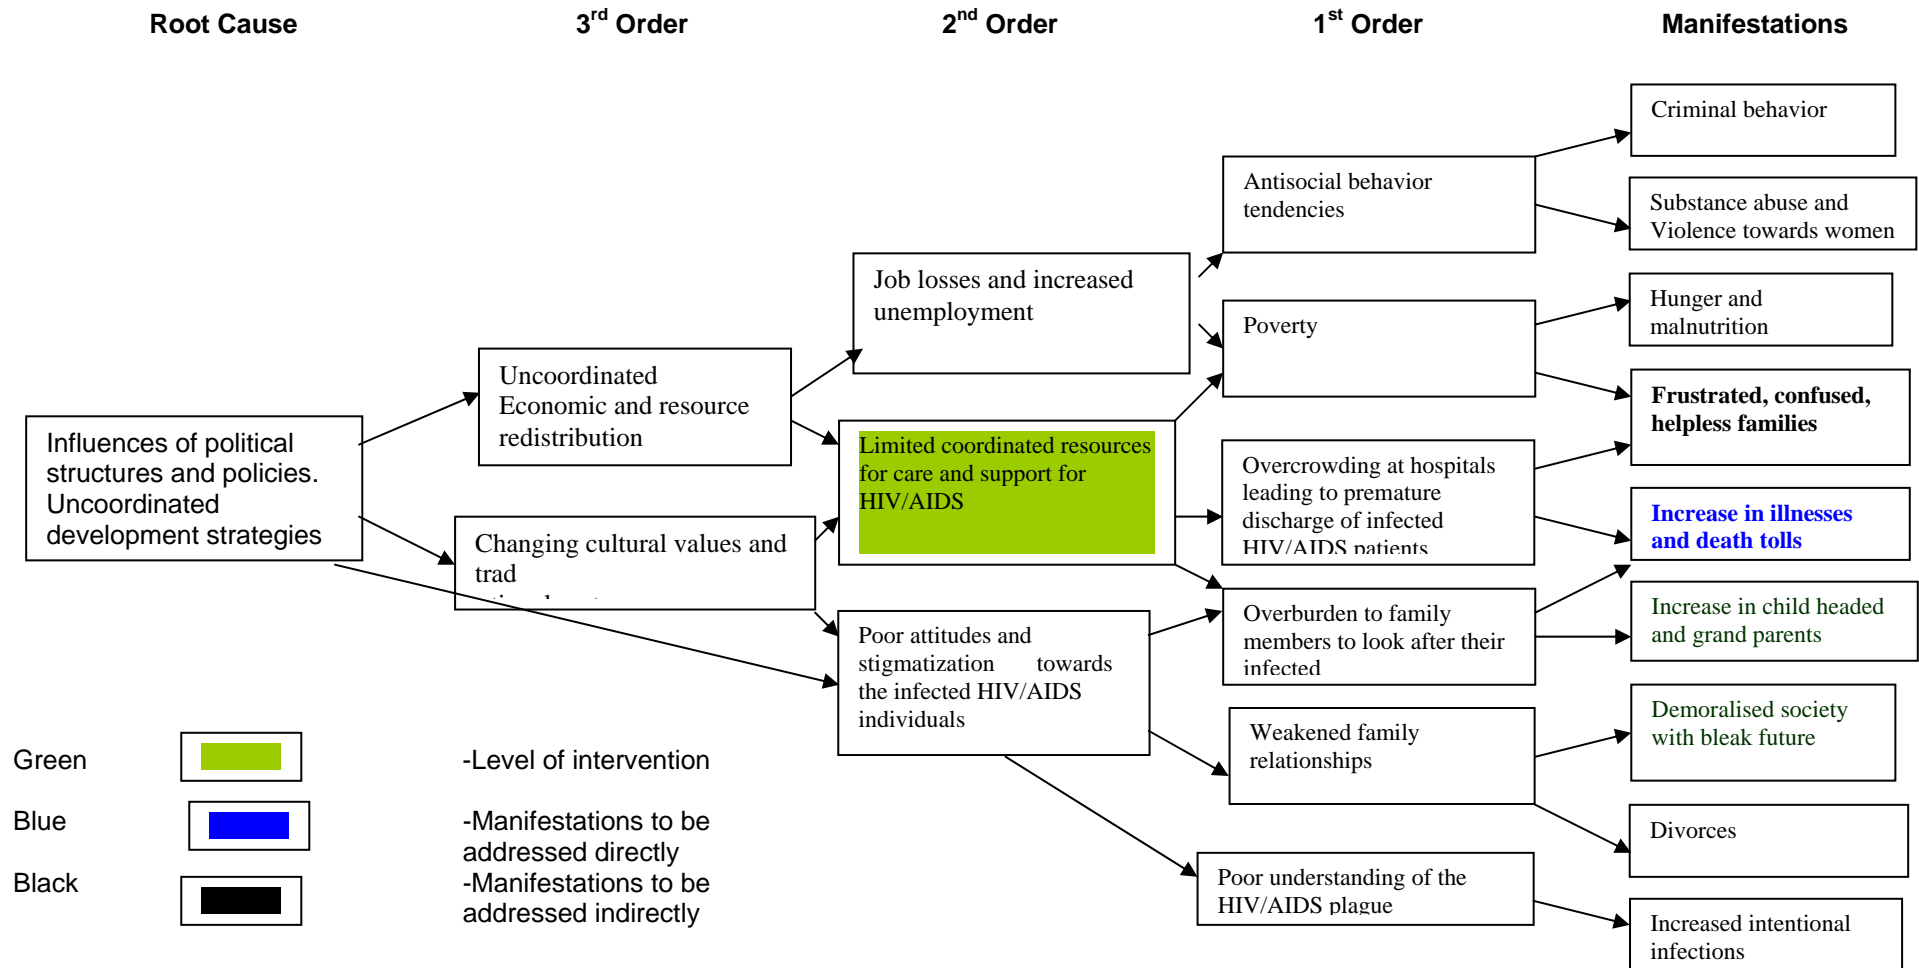 Root Cause
3rd Order
2nd Order
1st Order
Manifestations
Influences of political
structures and policies.
Uncoordinated
development strategies
Uncoordinated
Economic and resource
redistribution
Changing cultural values and
trad
Job losses and increased
unemployment
Limited coordinated resources
for care and support for
HIV/AIDS
Poor attitudes and
stigmatization towards
the infected HIV/AIDS
individuals
Antisocial behavior
tendencies
Poverty
Overcrowding at hospitals
leading to premature
discharge of infected
HIV/AIDS patients
Overburden to family
members to look after their
infected
Weakened family
relationships
Poor understanding of the
HIV/AIDS plague
Criminal behavior
Substance abuse and
Violence towards women
Hunger and
malnutrition
Frustrated, confused,
helpless families
Increase in illnesses
and death tolls
Increase in child headed
and grand parents
Demoralised society
with bleak future
Divorces
Increased intentional
infections
Green
-Level of intervention
Blue
-Manifestations to be
addressed directly
Black
-Manifestations to be
addressed indirectly